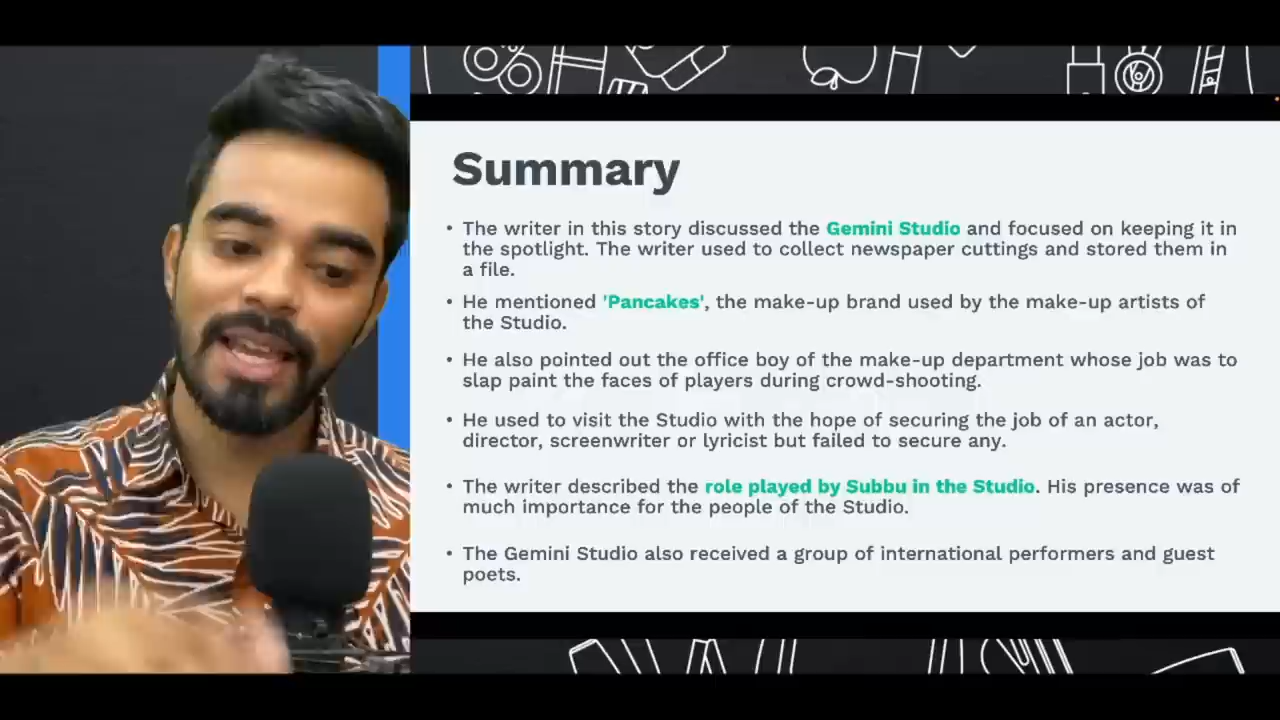 Summary
• The writer in this story discussed the Gemini Studio and focused on keeping it in
the spotlight. The writer used to collect newspaper cuttings and stored them in
a file.
• He mentioned 'Pancakes', the make-up brand used by the make-up artists of
the Studio.
• He also pointed out the office boy of the make-up department whose job was to
slap paint the faces of players during crowd-shooting.
• He used to visit the Studio with the hope of securing the job of an actor,
director, screenwriter or lyricist but failed to secure any.
• The writer described the role played by Subbu in the Studio. His presence was of
much importance for the people of the Studio.
• The Gemini Studio also received a group of international performers and guest
poets.